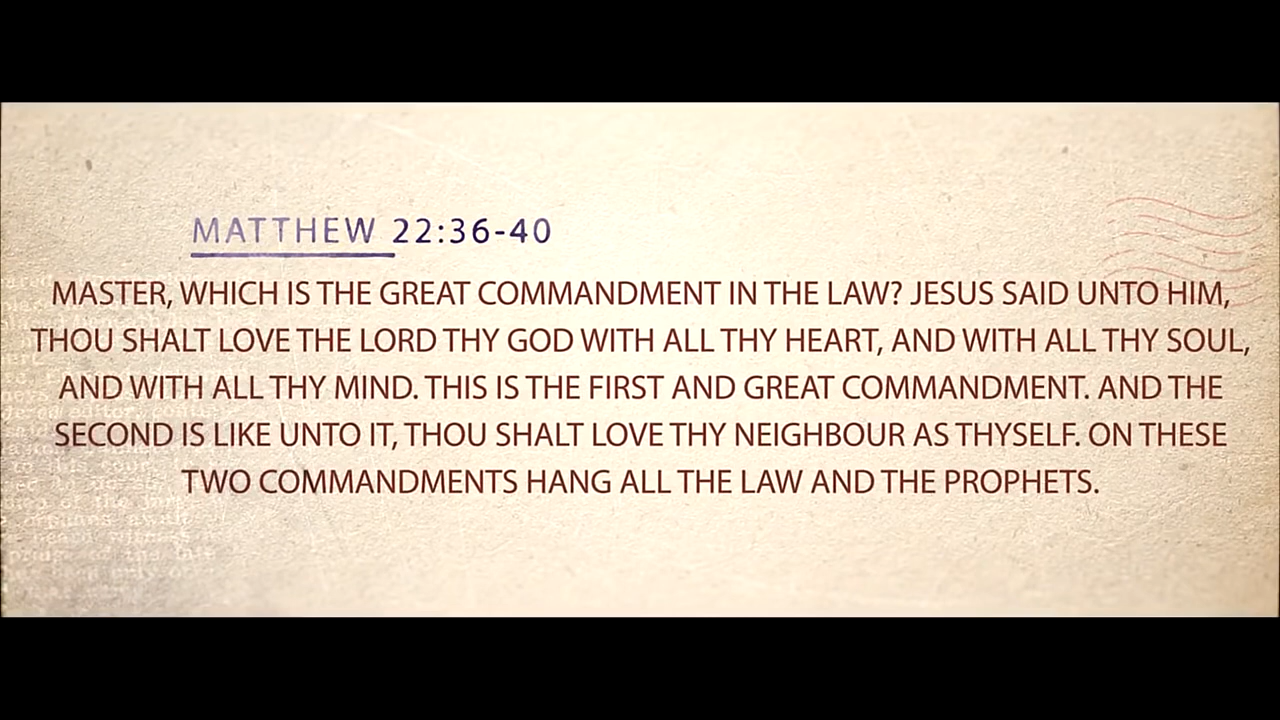 MATTHEW 22:36-40
MASTER, WHICH IS THE GREAT COMMANDMENT IN THE LAW? JESUS SAID UNTO HIM,
THOU SHALT LOVE THE LORD THY GOD WITH ALL THY HEART, AND WITH ALL THY SOUL,
AND WITH ALL THY MIND. THIS IS THE FIRST AND GREAT COMMANDMENT. AND THE
SECOND IS LIKE UNTO IT, THOU SHALT LOVE THY NEIGHBOUR AS THYSELF. ON THESE
TWO COMMANDMENTS HANG ALL THE LAW AND THE PROPHETS.